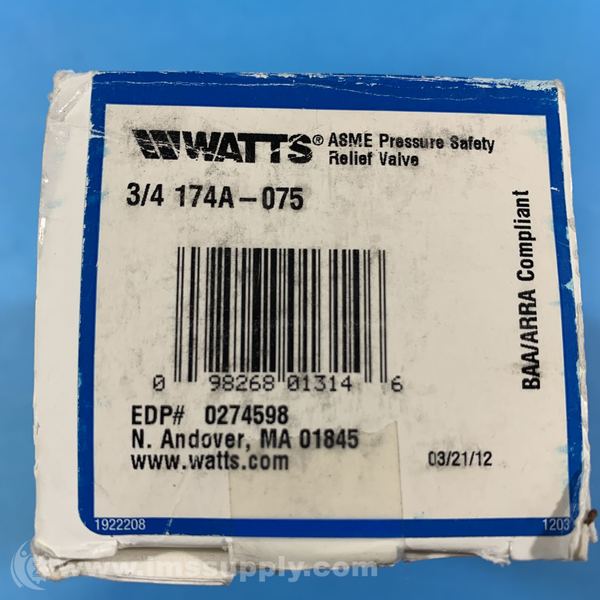 WATTS® ASME Pressure Safety
Relief Valve
3/4 174A-075
BAA/ARRA Compliant
0 98268 01314 6
EDP# 0274598
N. Andover, MA 01845
www.watts.com
03/21/12
1922208
1203
www.imssupply.com